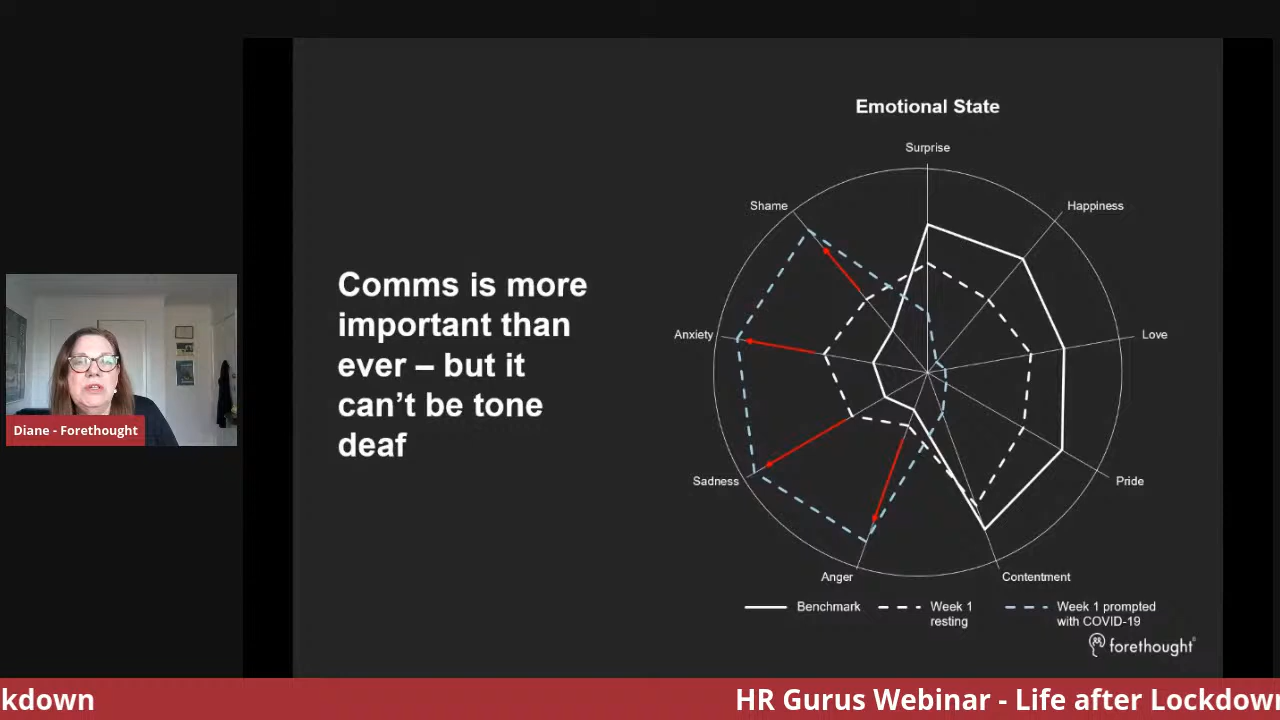 Emotional State
Surprise
Shame
Happiness
Comms is more
important than
ever – but it
can’t be tone
deaf
Anxiety
Love
Diane - Forethought
Sadness
Pride
Anger
Contentment
Benchmark
Week 1
resting
Week 1 prompted
with COVID-19
forethought
kdown
HR Gurus Webinar - Life after Lockdown